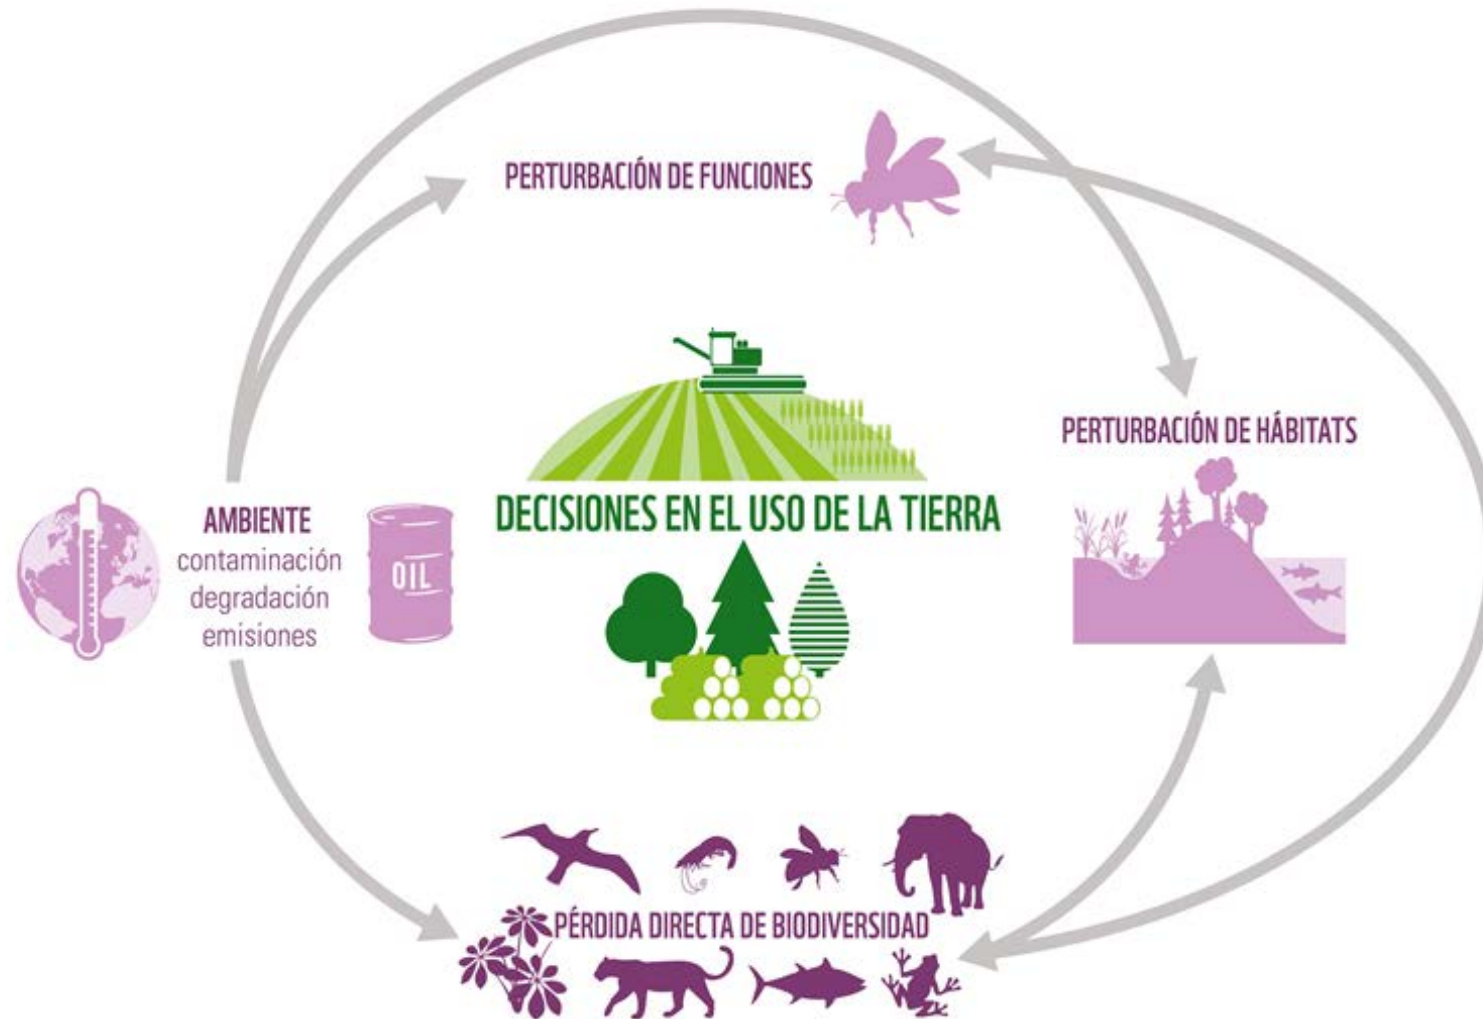 PERTURBACIÓN DE FUNCIONES
PERTURBACIÓN DE HÁBITATS
DECISIONES EN EL USO DE LA TIERRA
AMBIENTE
contaminación
degradación
emisiones
OIL
PÉRDIDA DIRECTA DE BIODIVERSIDAD